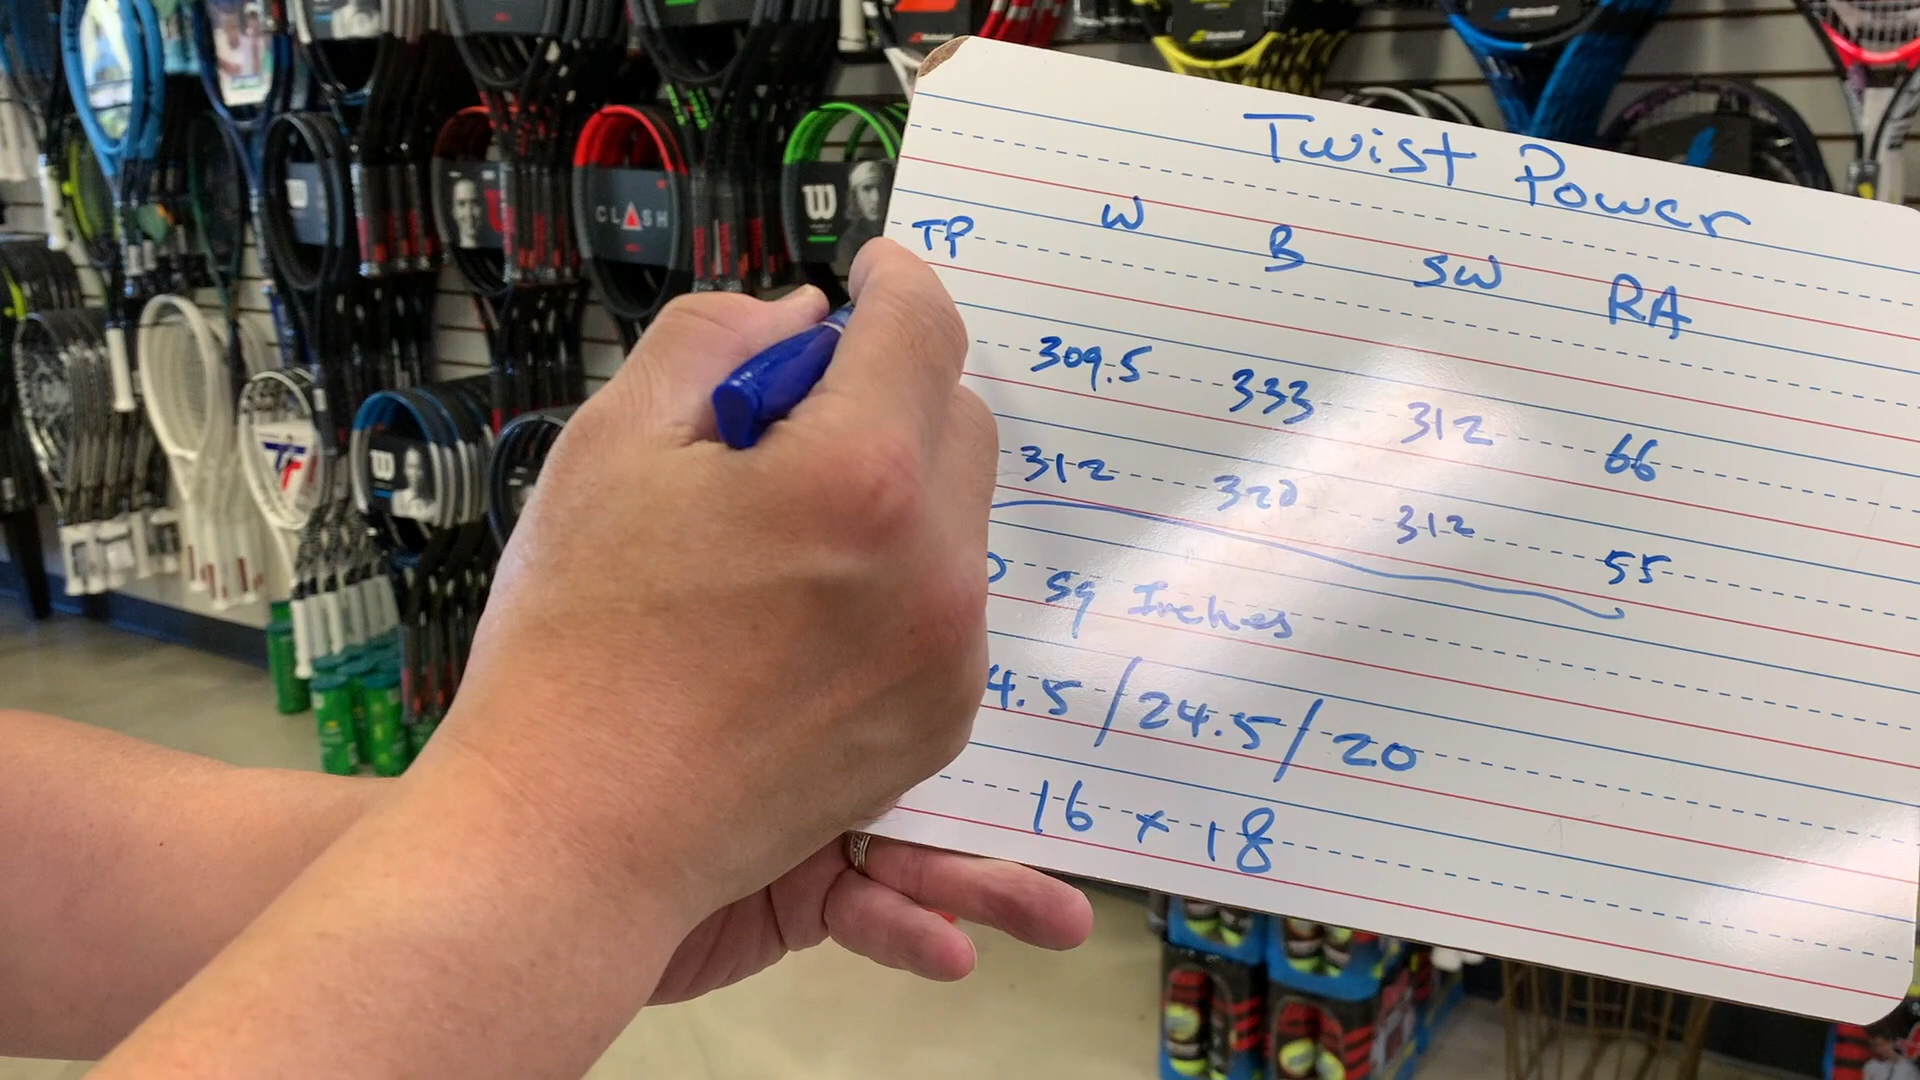 Twist Power
TP W B SW RA
309.5 333 312 66
312 320 312 55
Sq Inches
4.5 / 24.5 / 20
16 x 18
CLASH
W
W